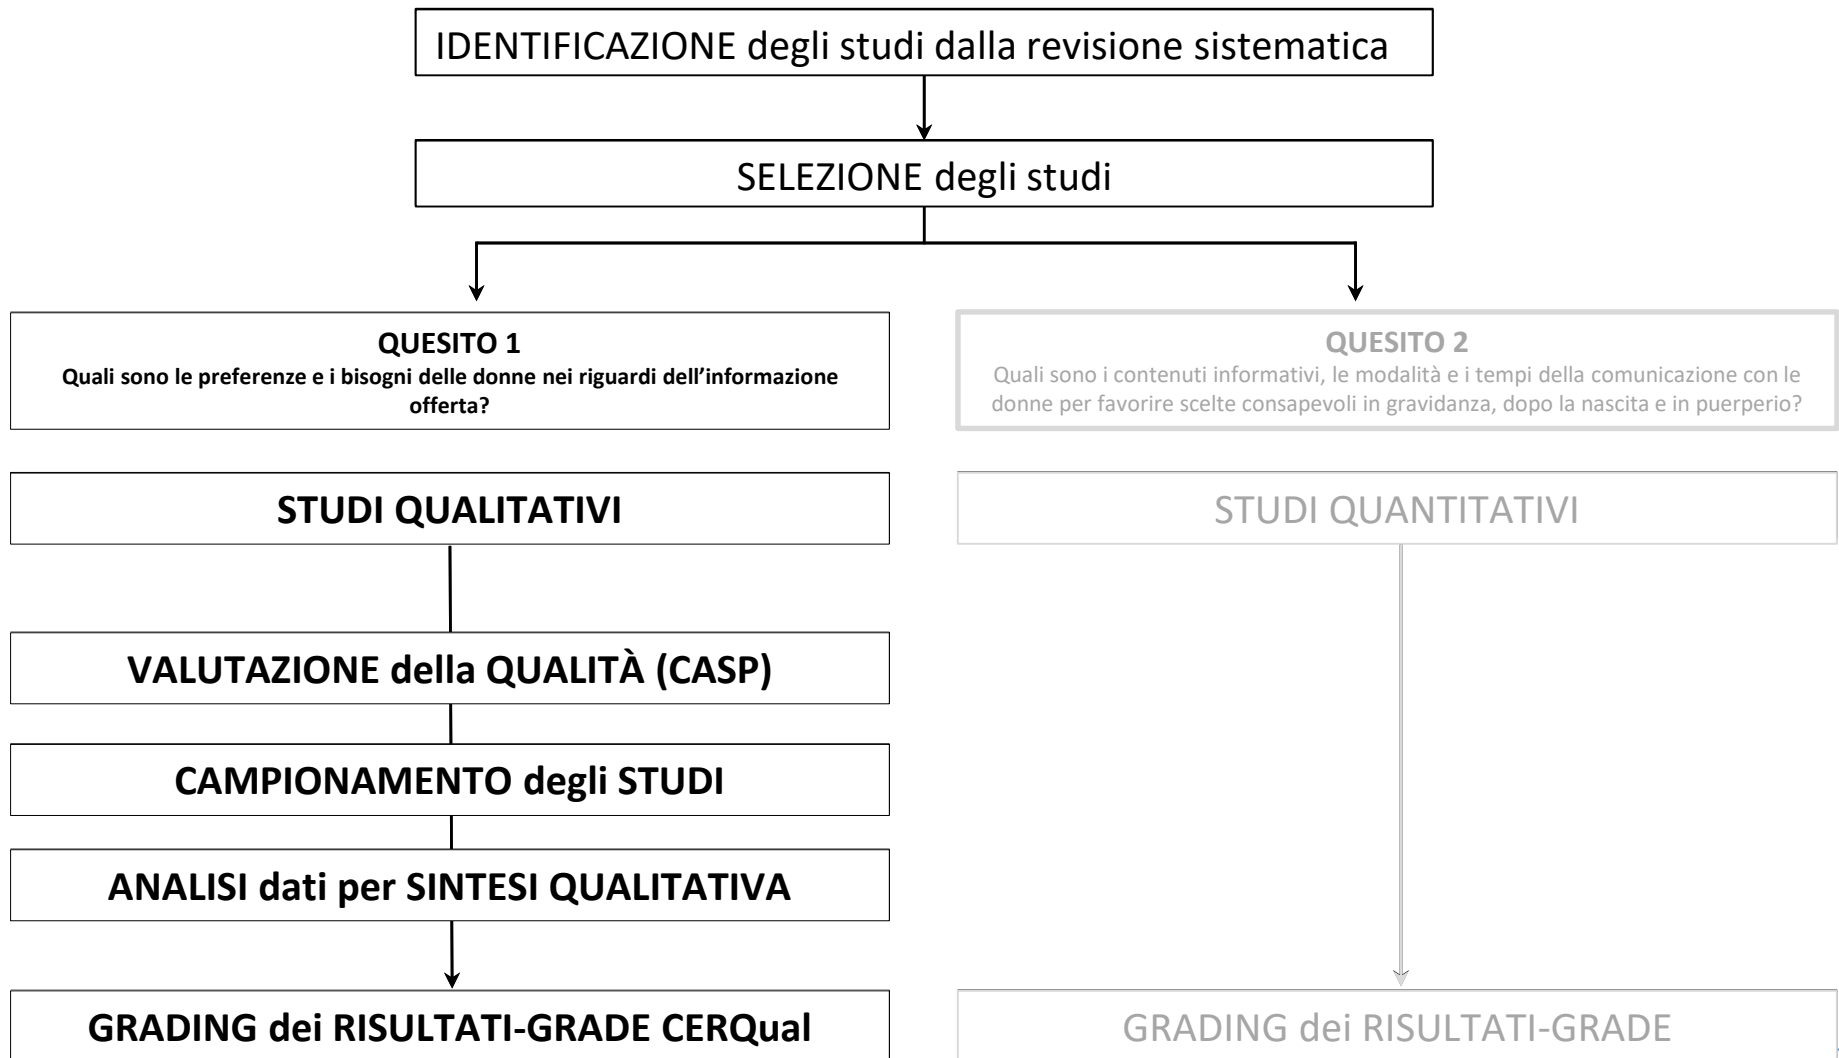 IDENTIFICAZIONE degli studi dalla revisione sistematica
SELEZIONE degli studi
QUESITO 1
Quali sono le preferenze e i bisogni delle donne nei riguardi dell’informazione
offerta?
QUESITO 2
Quali sono i contenuti informativi, le modalità e i tempi della comunicazione con le
donne per favorire scelte consapevoli in gravidanza, dopo la nascita e in puerperio?
STUDI QUALITATIVI
STUDI QUANTITATIVI
VALUTAZIONE della QUALITÀ (CASP)
CAMPIONAMENTO degli STUDI
ANALISI dati per SINTESI QUALITATIVA
GRADING dei RISULTATI-GRADE CERQual
GRADING dei RISULTATI-GRADE